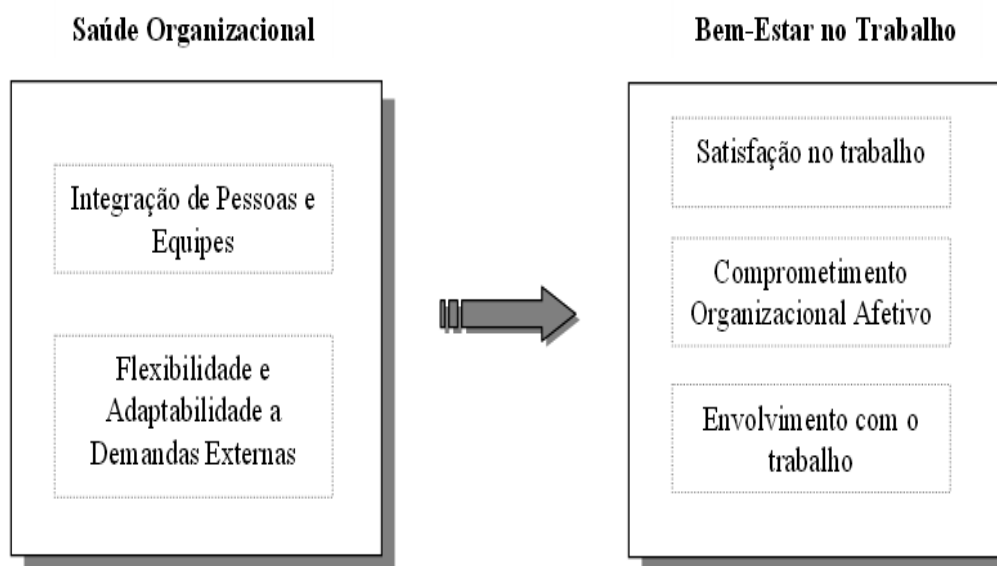 Saúde Organizacional
Integração de Pessoas e
Equipes
Flexibilidade e
Adaptabilidade a
Demandas Externas
Bem-Estar no Trabalho
Satisfação no trabalho
Comprometimento
Organizacional Afetivo
Envolvimento com o
trabalho